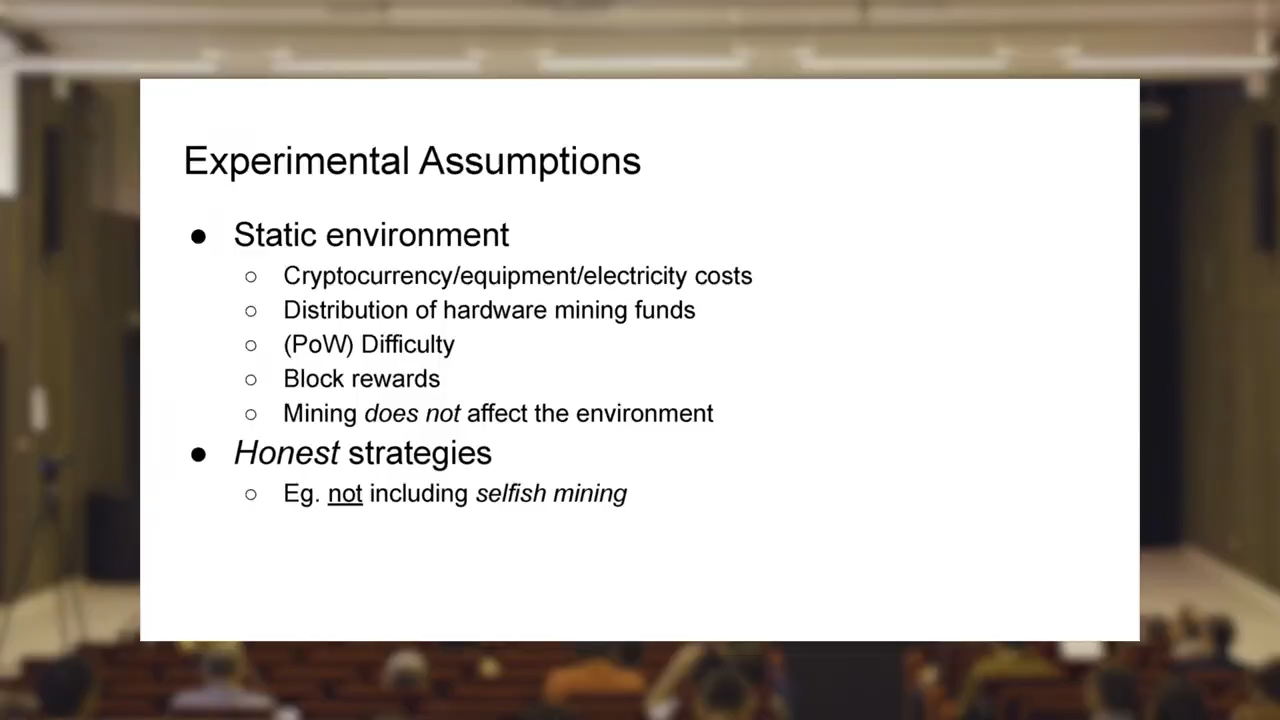 Experimental Assumptions
● Static environment
○ Cryptocurrency/equipment/electricity costs
○ Distribution of hardware mining funds
○ (PoW) Difficulty
○ Block rewards
○ Mining does not affect the environment
● Honest strategies
○ Eg. not including selfish mining